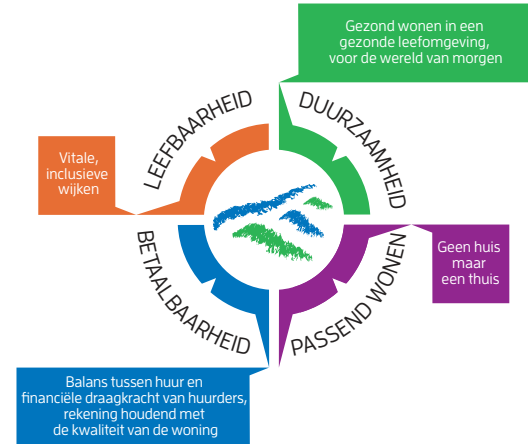 Gezond wonen in een
gezonde leefomgeving,
voor de wereld van morgen
LEEFBAARHEID
DUURZAAMHEID
Vitale,
inclusieve
wijken
BETAALBAARHEID
PASSEND WONEN
Geen huis
maar
een thuis
Balans tussen huur en
financiële draagkracht van huurders,
rekening houdend met
de kwaliteit van de woning